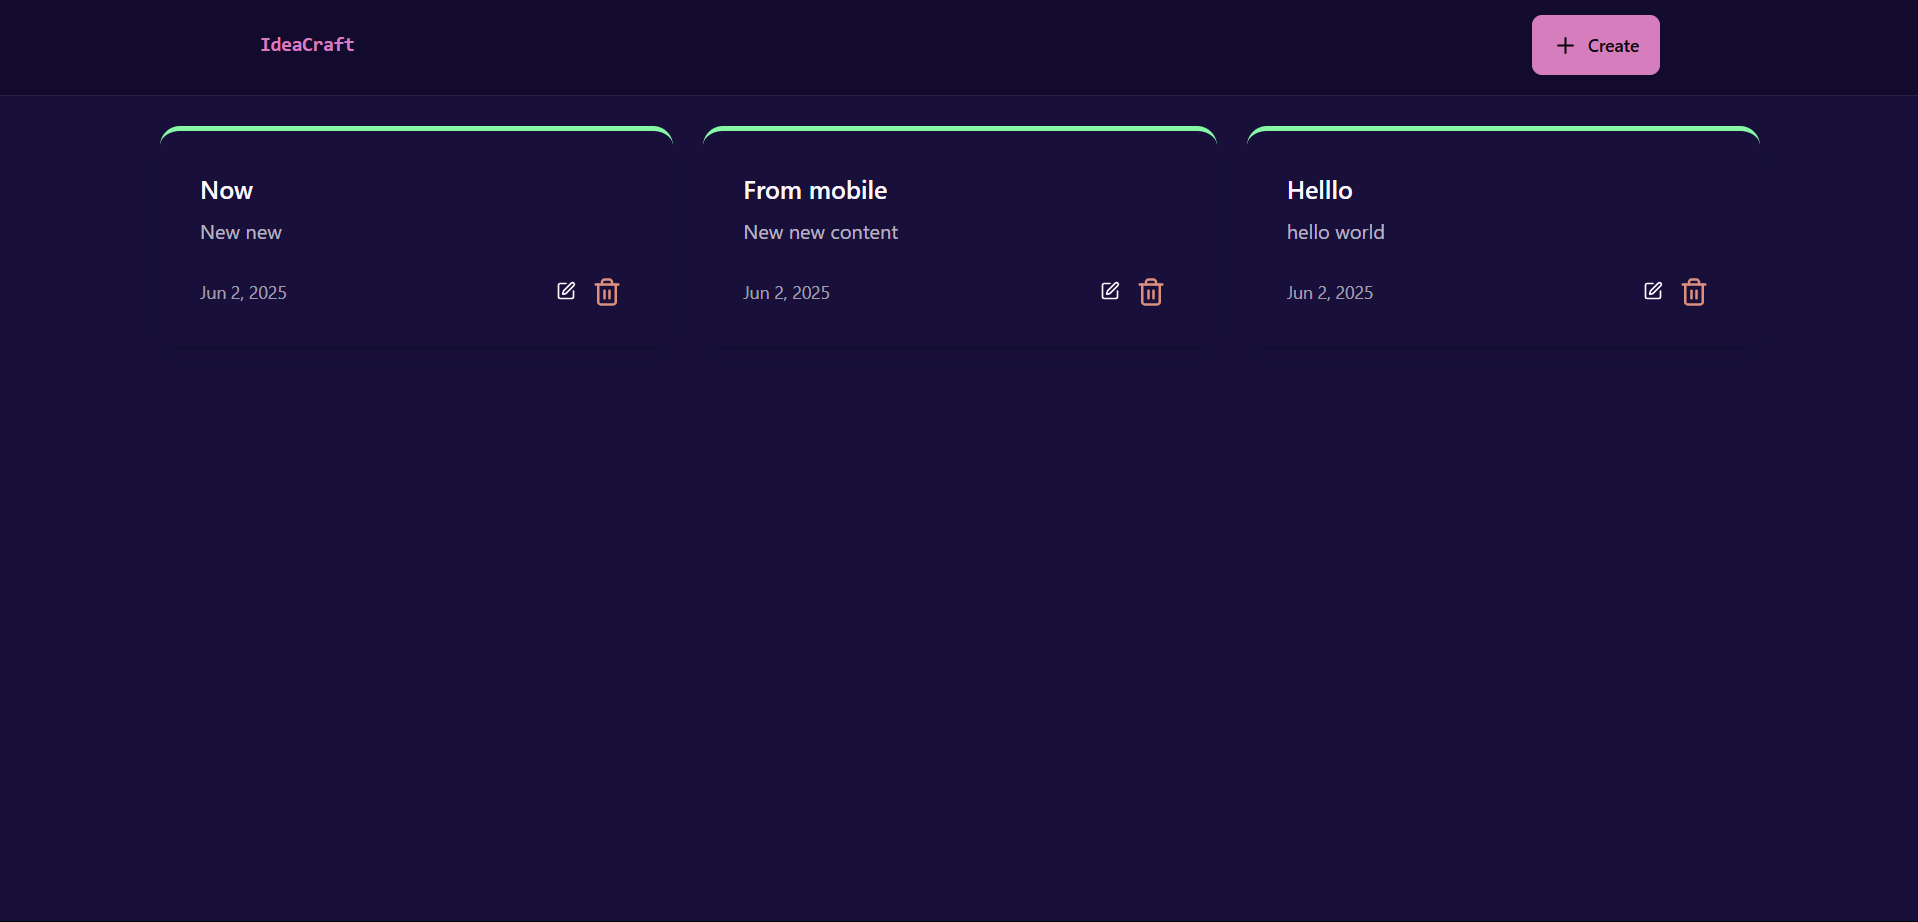 IdeaCraft
Create
Now
New new
Jun 2, 2025
From mobile
New new content
Jun 2, 2025
Helllo
hello world
Jun 2, 2025